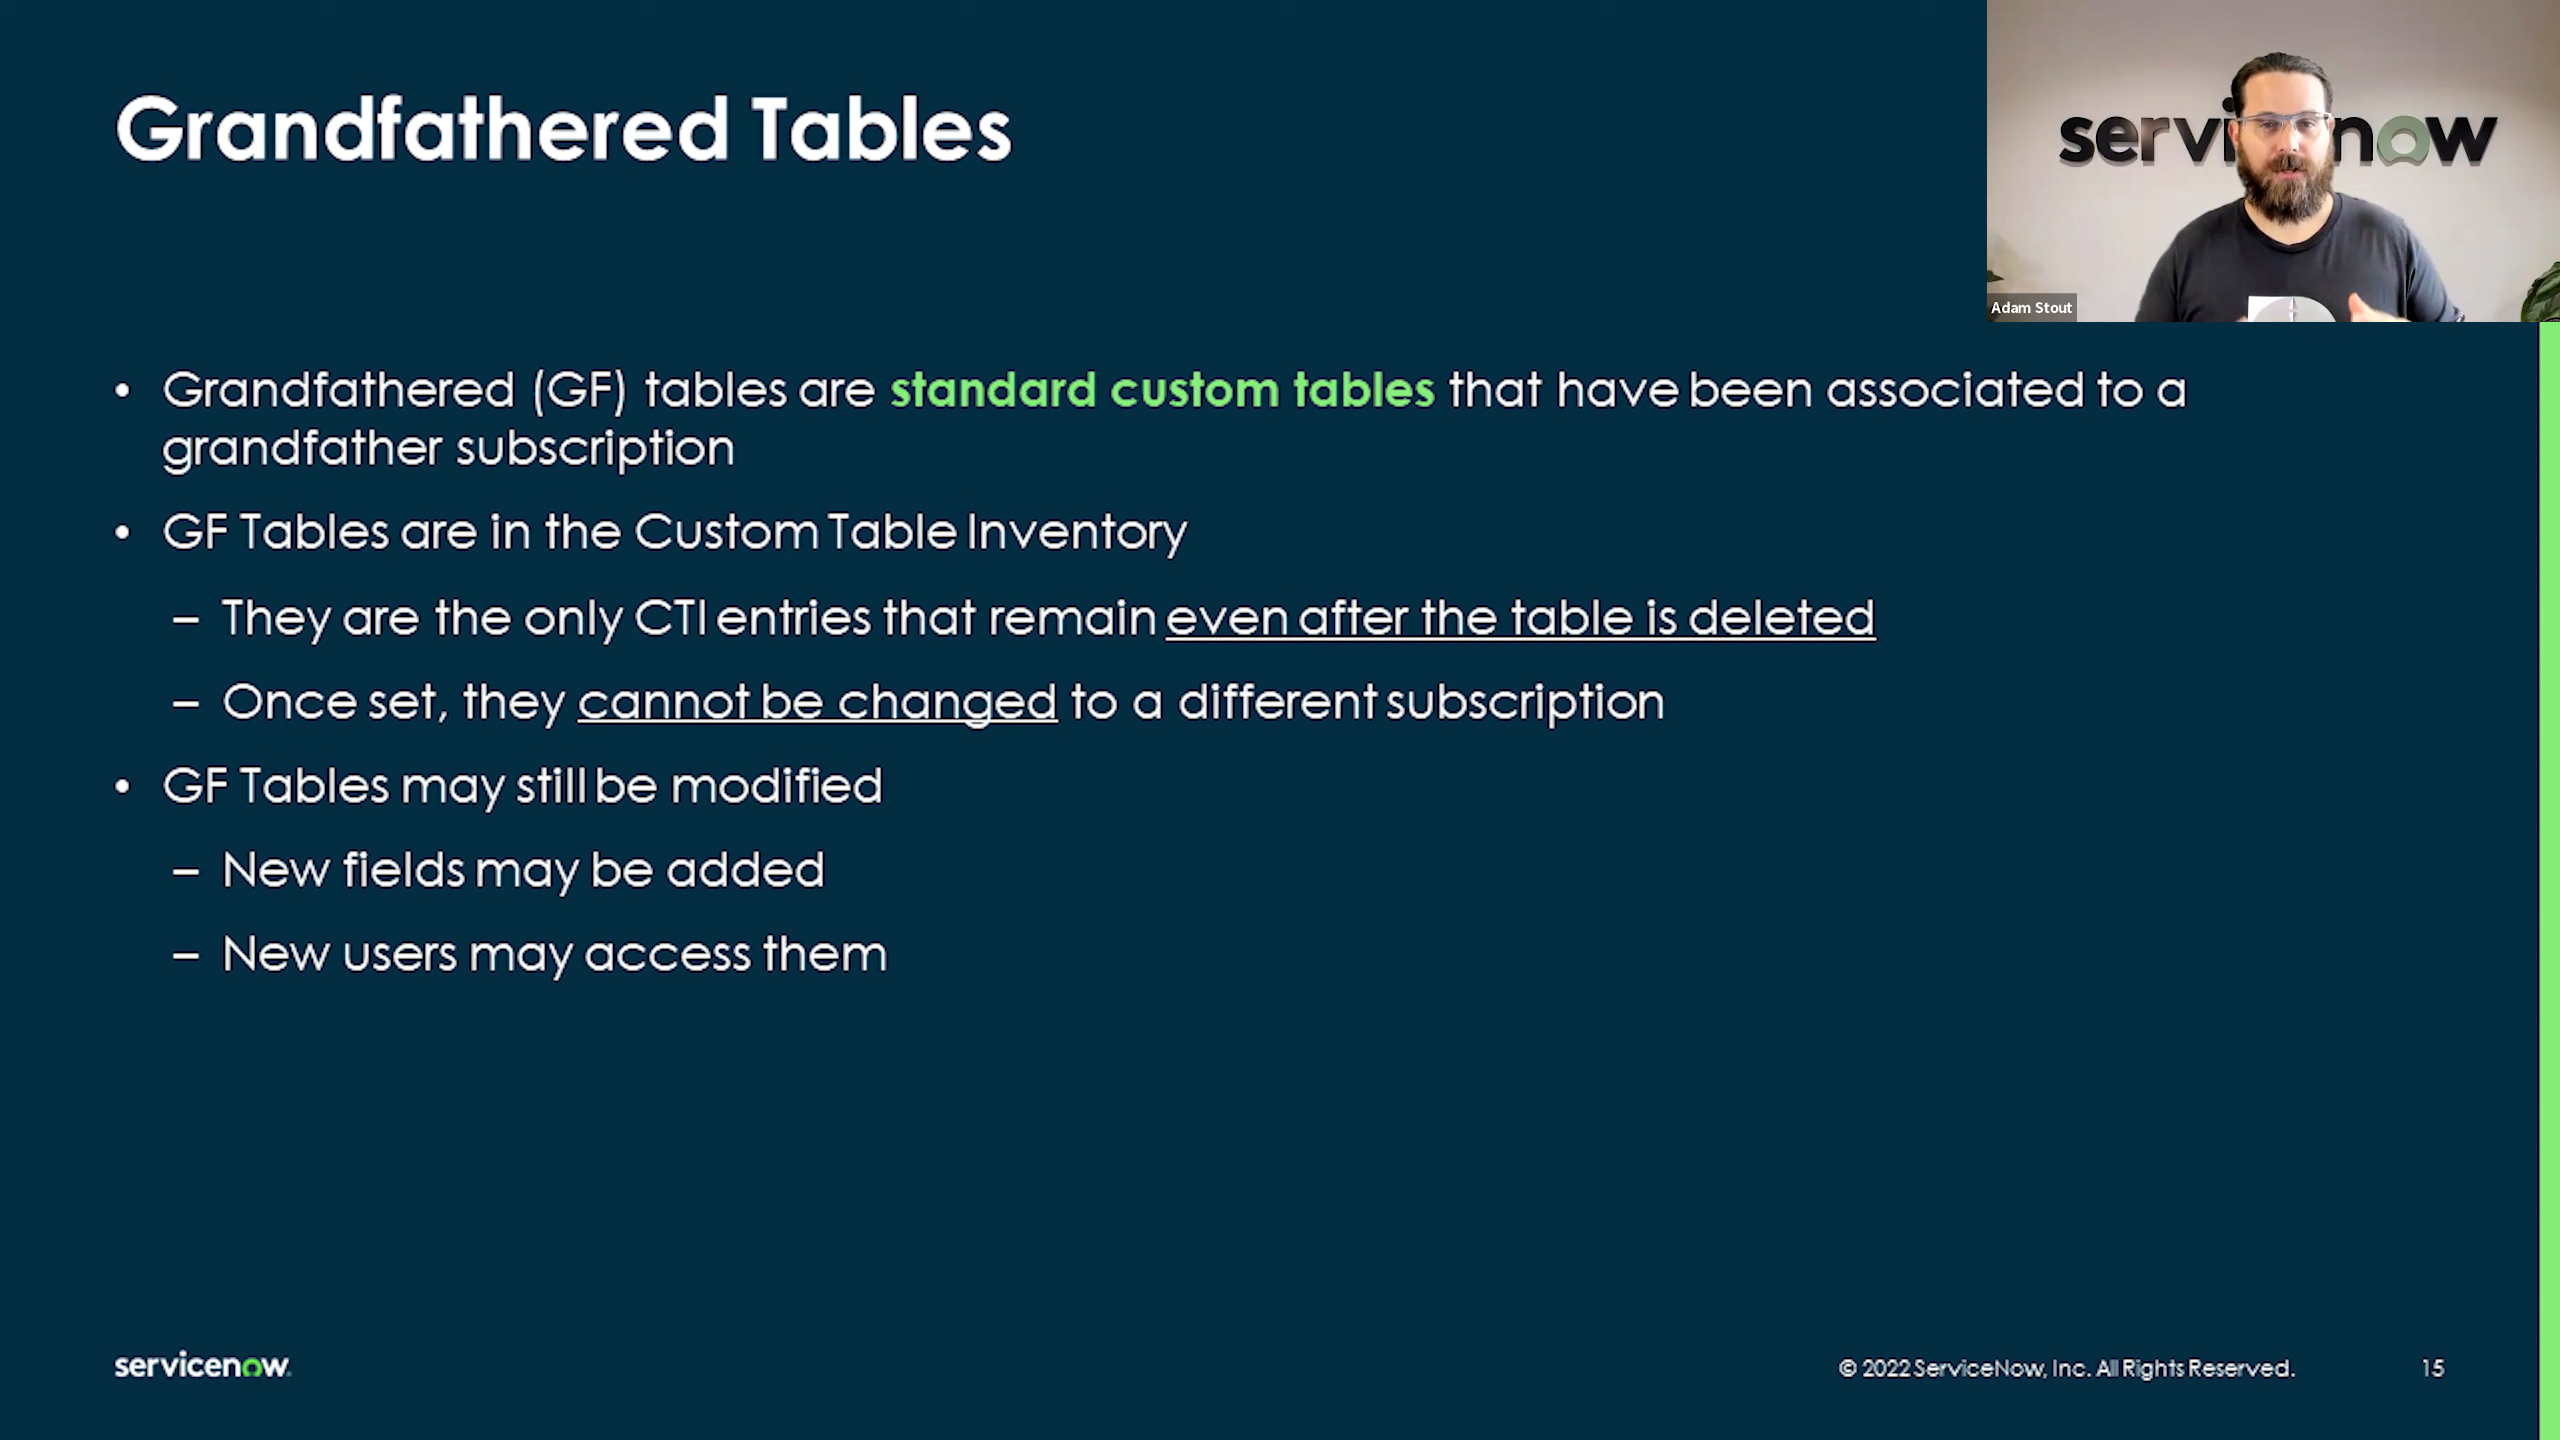 Grandfathered Tables
servicenow
Adam Stout
• Grandfathered (GF) tables are standard custom tables that have been associated to a
grandfather subscription
• GF Tables are in the Custom Table Inventory
– They are the only CTI entries that remain even after the table is deleted
– Once set, they cannot be changed to a different subscription
• GF Tables may still be modified
– New fields may be added
– New users may access them
servicenow
© 2022 ServiceNow, Inc. All Rights Reserved.
15